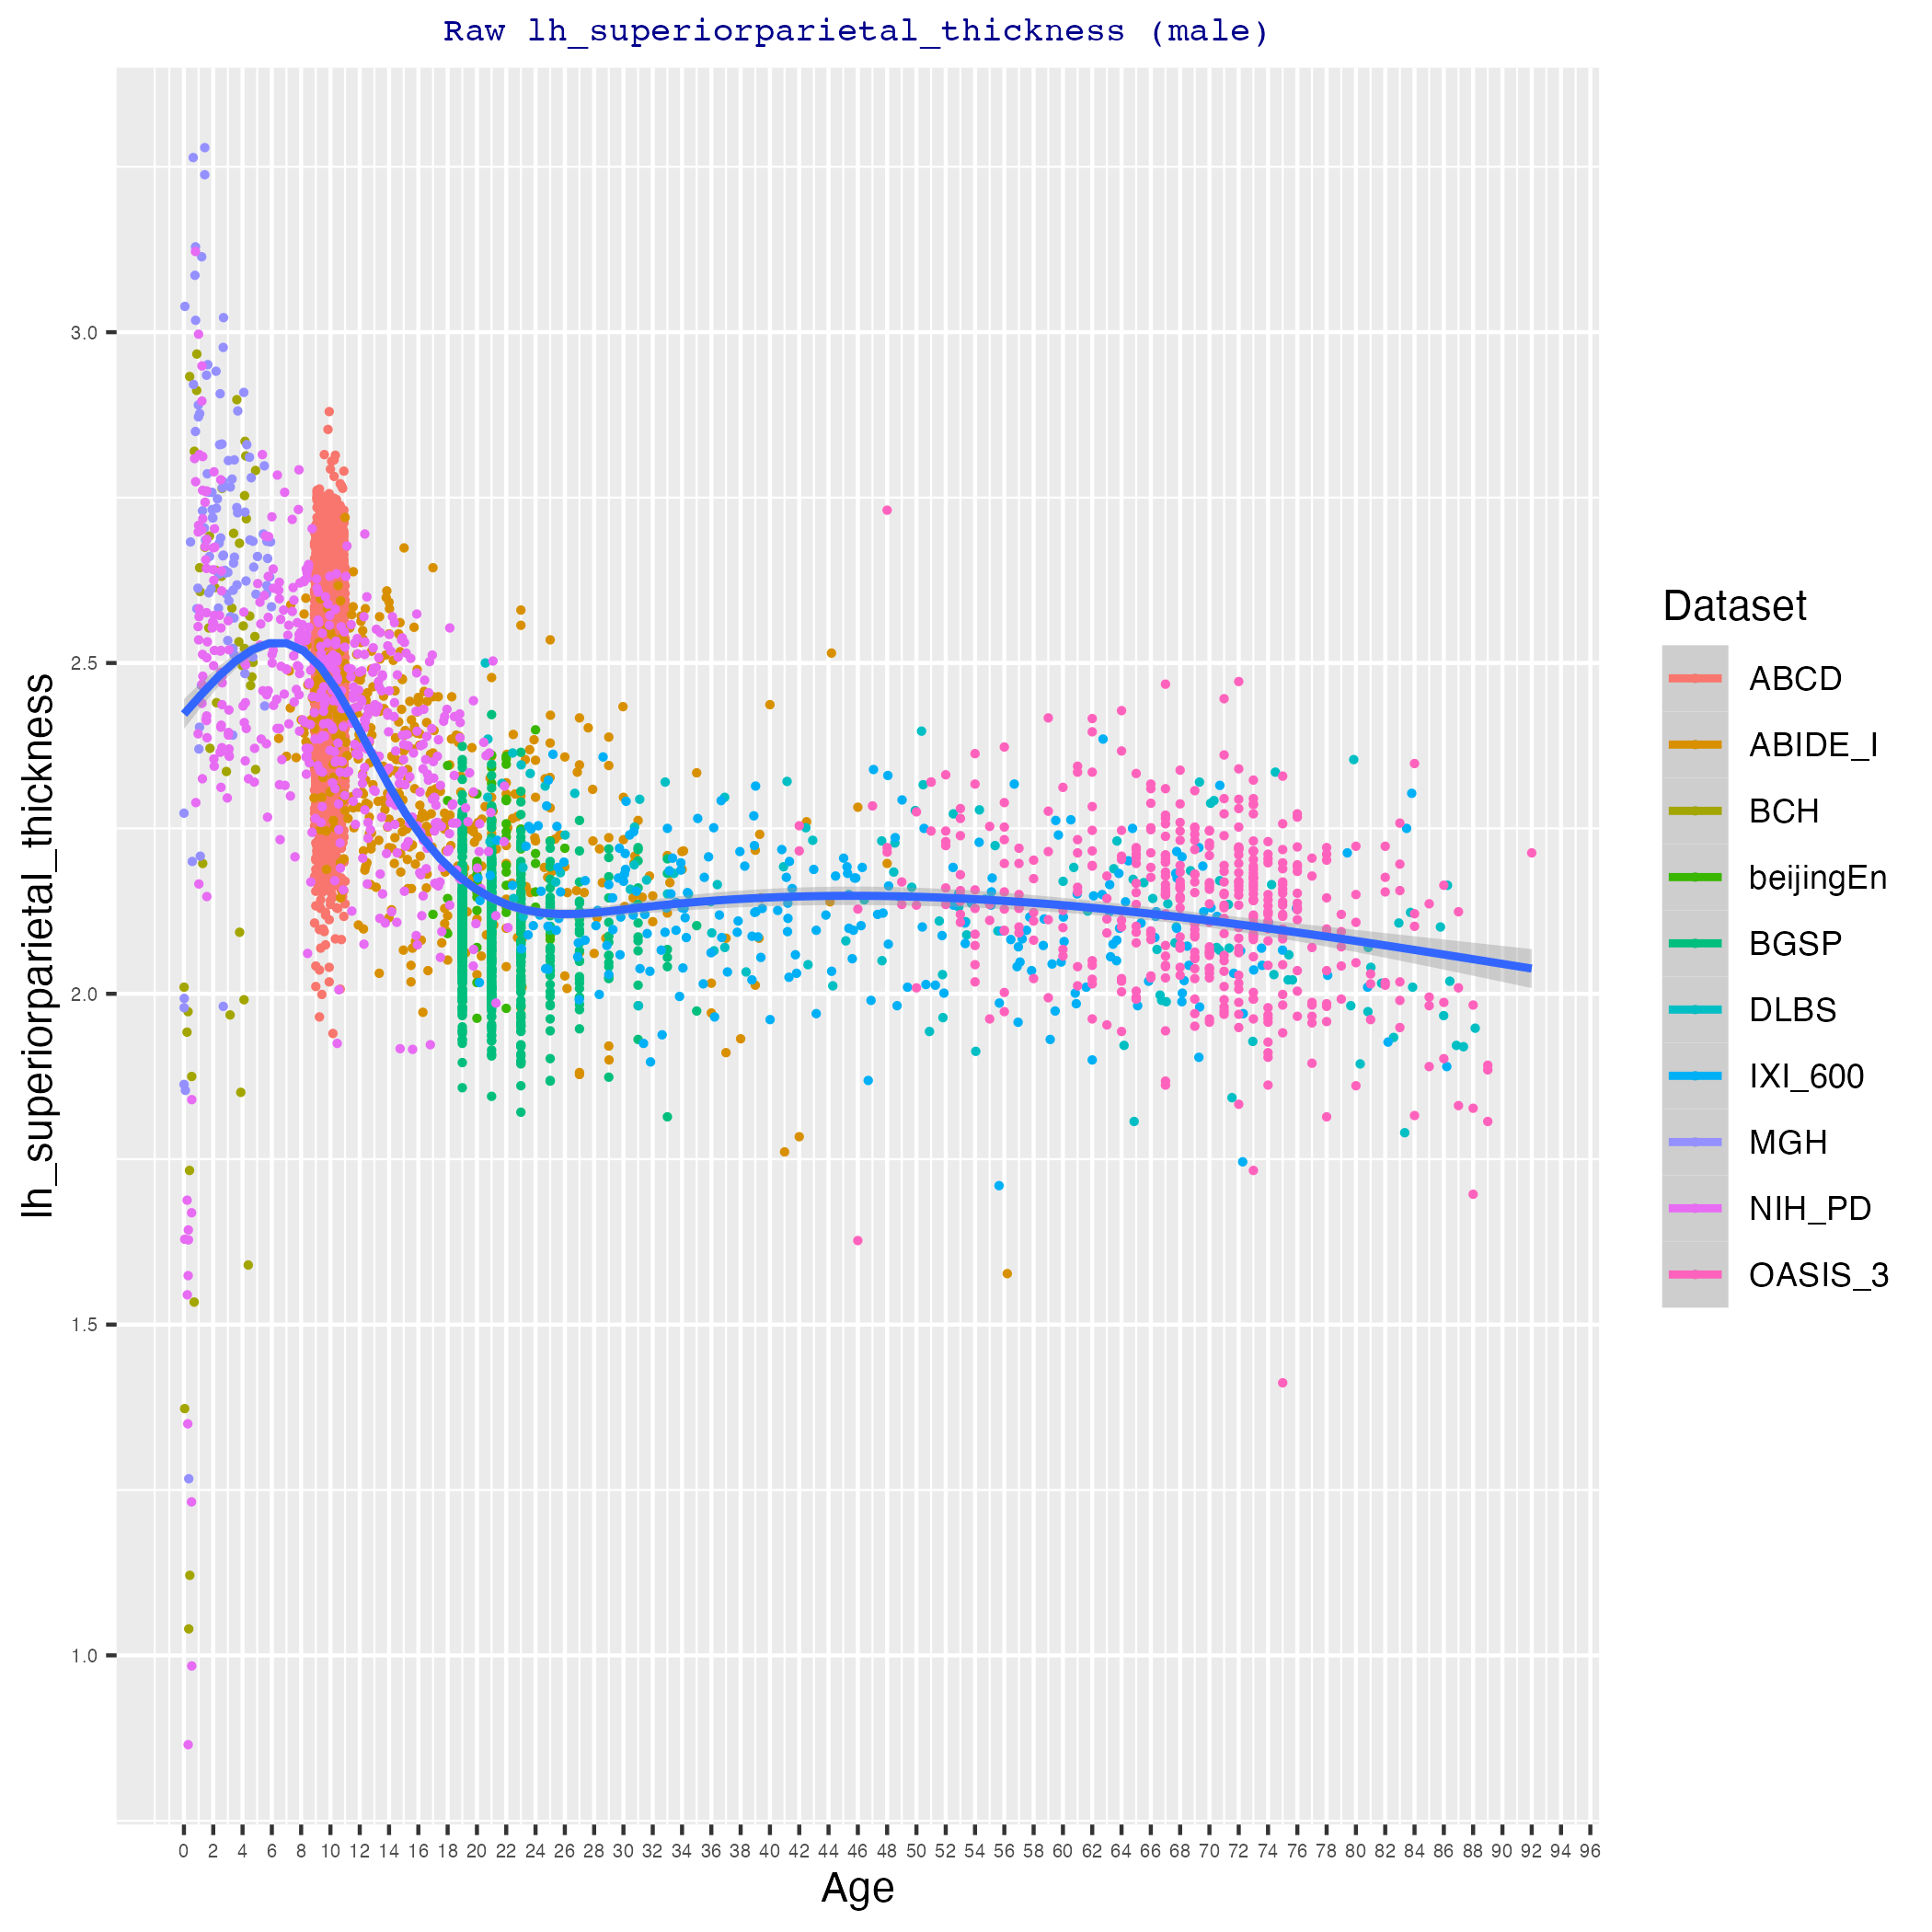 Raw lh_superiorparietal_thickness (male)
lh_superiorparietal_thickness
3.0
2.5
2.0
1.5
1.0
0 2 4 6 8 10 12 14 16 18 20 22 24 26 28 30 32 34 36 38 40 42 44 46 48 50 52 54 56 58 60 62 64 66 68 70 72 74 76 78 80 82 84 86 88 90 92 94 96
Age
Dataset
ABCD
ABIDE_I
BCH
beijingEn
BGSP
DLBS
IXI_600
MGH
NIH_PD
OASIS_3